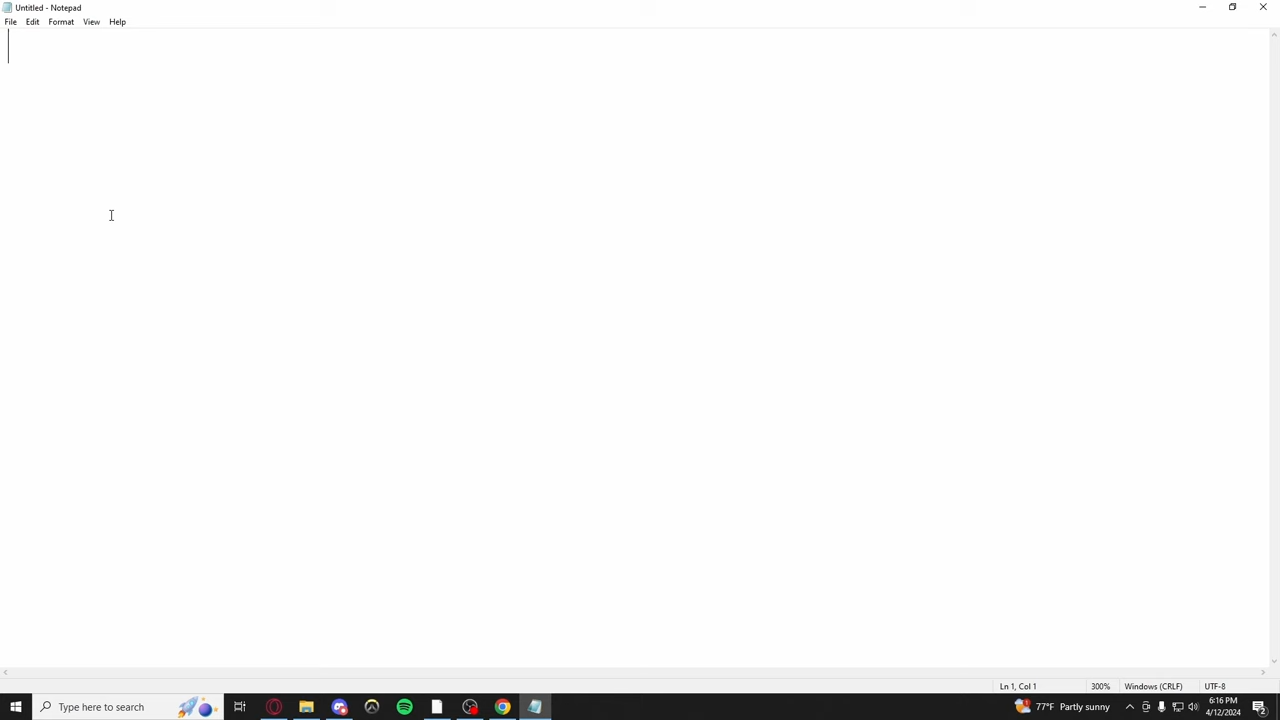 Untitled - Notepad
File Edit Format View Help
Ln 1, Col 1 300% Windows (CRLF) UTF-8
Type here to search 77°F Partly sunny 6:16 PM
4/12/2024 2